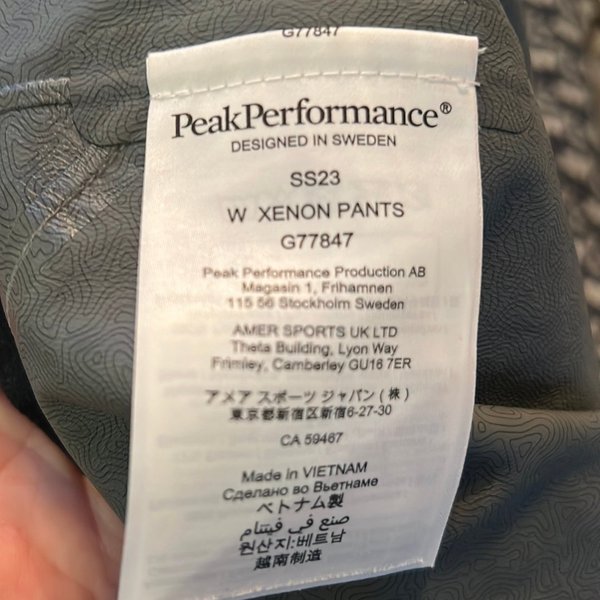 G77847
PeakPerformance®
DESIGNED IN SWEDEN
SS23
W XENON PANTS
G77847
Peak Performance Production AB
Magasin 1, Frihamnen
115 56 Stockholm Sweden
AMER SPORTS UK LTD
Theta Building, Lyon Way
Frimley, Camberley GU16 7ER
アメア スポーツ ジャパン (株)
東京都新宿区新宿6-27-30
CA 59467
Made in VIETNAM
Сделано во Вьетнаме
ベトナム製
صنع في فيتنام
원산지:베트남
越南制造